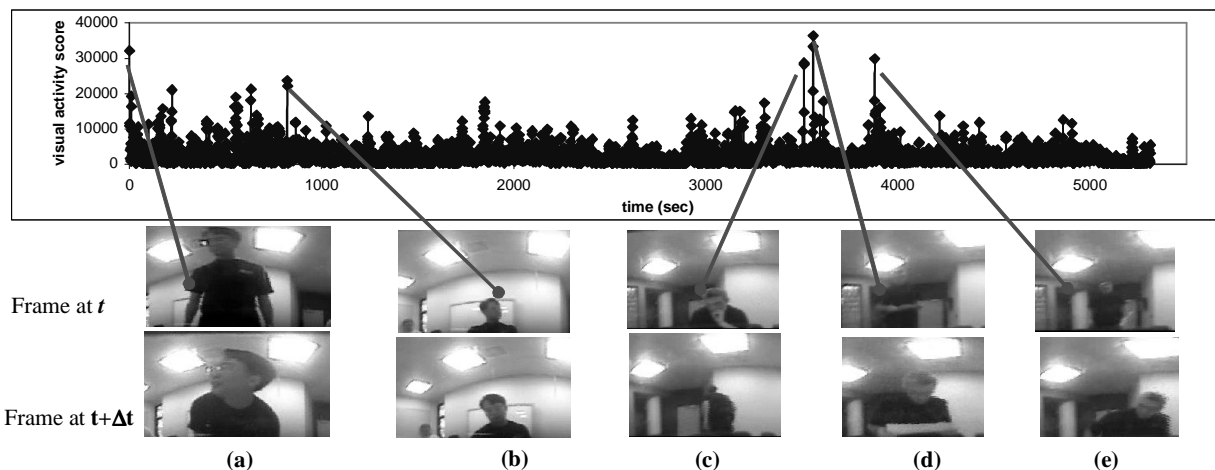 40000
30000
20000
10000
0
visual activity score
0 1000 2000 3000 4000 5000
time (sec)
Frame at t
Frame at t+Δt
(a) (b) (c) (d) (e)